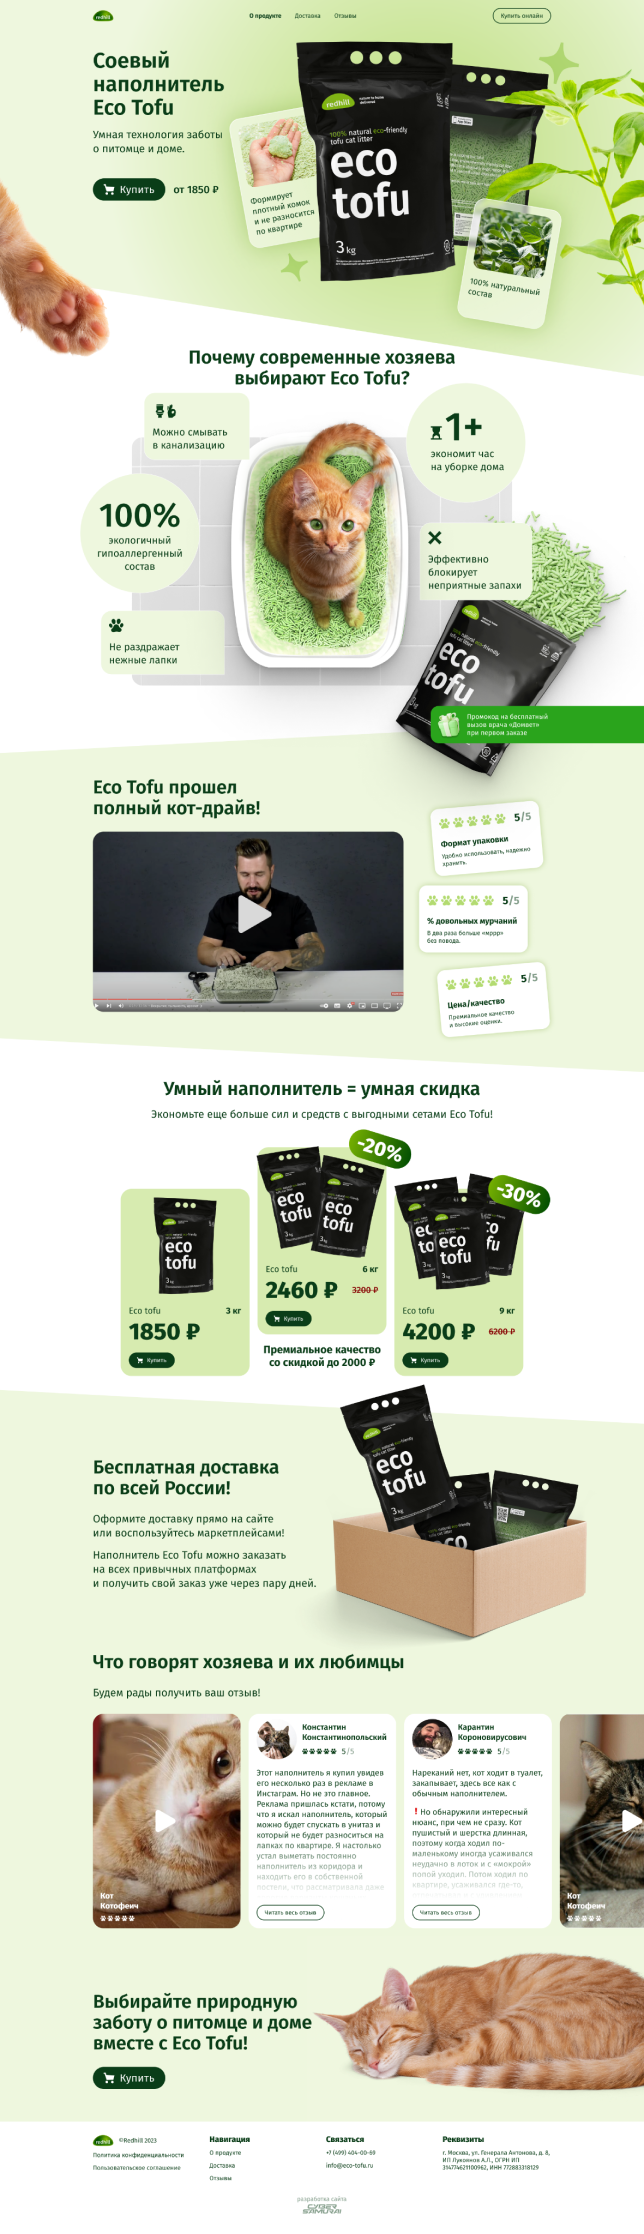 redhill
О продукте
Доставка
Отзывы
Купить онлайн
Соевый
наполнитель
Eco Tofu
Умная технология заботы
о питомце и доме.
Купить
от 1850 ₽
Формирует
плотный комок
и не разносится
по квартире
redhill
100% natural eco-friendly
tofu cat litter
eco
tofu
3 kg
100% натуральный
состав
Почему современные хозяева
выбирают Eco Tofu?
Можно смывать
в канализацию
1+
экономит час
на уборке дома
100%
экологичный
гипоаллергенный
состав
Эффективно
блокирует
неприятные запахи
Не раздражает
нежные лапки
eco
tofu
Промокод на бесплатный
вызов врача «Домвет»
при первом заказе
Eco Tofu прошел
полный кот-драйв!
5/5
Формат упаковки
Удобно использовать, надежно
хранить.
5/5
% довольных мурчаний
В два раза больше «мррр»
без повода.
5/5
Цена/качество
Премиальное качество
и высокие оценки.
Умный наполнитель = умная скидка
Экономьте еще больше сил и средств с выгодными сетами Eco Tofu!
-20%
-30%
eco
tofu
Eco tofu
3 кг
1850 ₽
Купить
eco
tofu
eco
tofu
Eco tofu
6 кг
2460 ₽
3200 ₽
Купить
Премиальное качество
со скидкой до 2000 ₽
eco
tofu
Eco tofu
9 кг
4200 ₽
6200 ₽
Купить
Бесплатная доставка
по всей России!
Оформите доставку прямо на сайте
или воспользуйтесь маркетплейсами!
Наполнитель Eco Tofu можно заказать
на всех привычных платформах
и получить свой заказ уже через пару дней.
eco
tofu
3 kg
Что говорят хозяева и их любимцы
Будем рады получить ваш отзыв!
Кот
Котофеич
Константин
Константинопольский
5/5
Этот наполнитель я купил увидев
его несколько раз в рекламе в
Инстаграм. Но не это главное.
Реклама пришлась кстати, потому
что я искал наполнитель, который
можно будет спускать в унитаз и
который не будет разноситься на
лапках по квартире. Я настолько
устал выметать постоянно
наполнитель из коридора и
находить его в собственной
постели, что рассматривала даже
Читать весь отзыв
Карантин
Короновирусович
5/5
Нареканий нет, кот ходит в туалет,
закапывает, здесь все как с
обычным наполнителем.
❗Но обнаружили интересный
нюанс, при чем не сразу. Кот
пушистый и шерстка длинная,
поэтому когда ходил по-
маленькому иногда усаживался
неудачно в лоток и с «мокрой»
попой уходил. Потом ходил по
квартире, усаживался где-то,
Читать весь отзыв
Кот
Котофеич
Выбирайте природную
заботу о питомце и доме
вместе с Eco Tofu!
Купить
redhill
©Redhill 2023
Политика конфиденциальности
Пользовательское соглашение
Навигация
О продукте
Доставка
Отзывы
Связаться
+7 (499) 404-00-69
info@eco-tofu.ru
Реквизиты
г. Москва, ул. Генерала Антонова, д. 8,
ИП Лукоянов А.Л., ОГРН ИП
314774621100962, ИНН 772883318129
разработка сайта
CYBER
SAMURAI